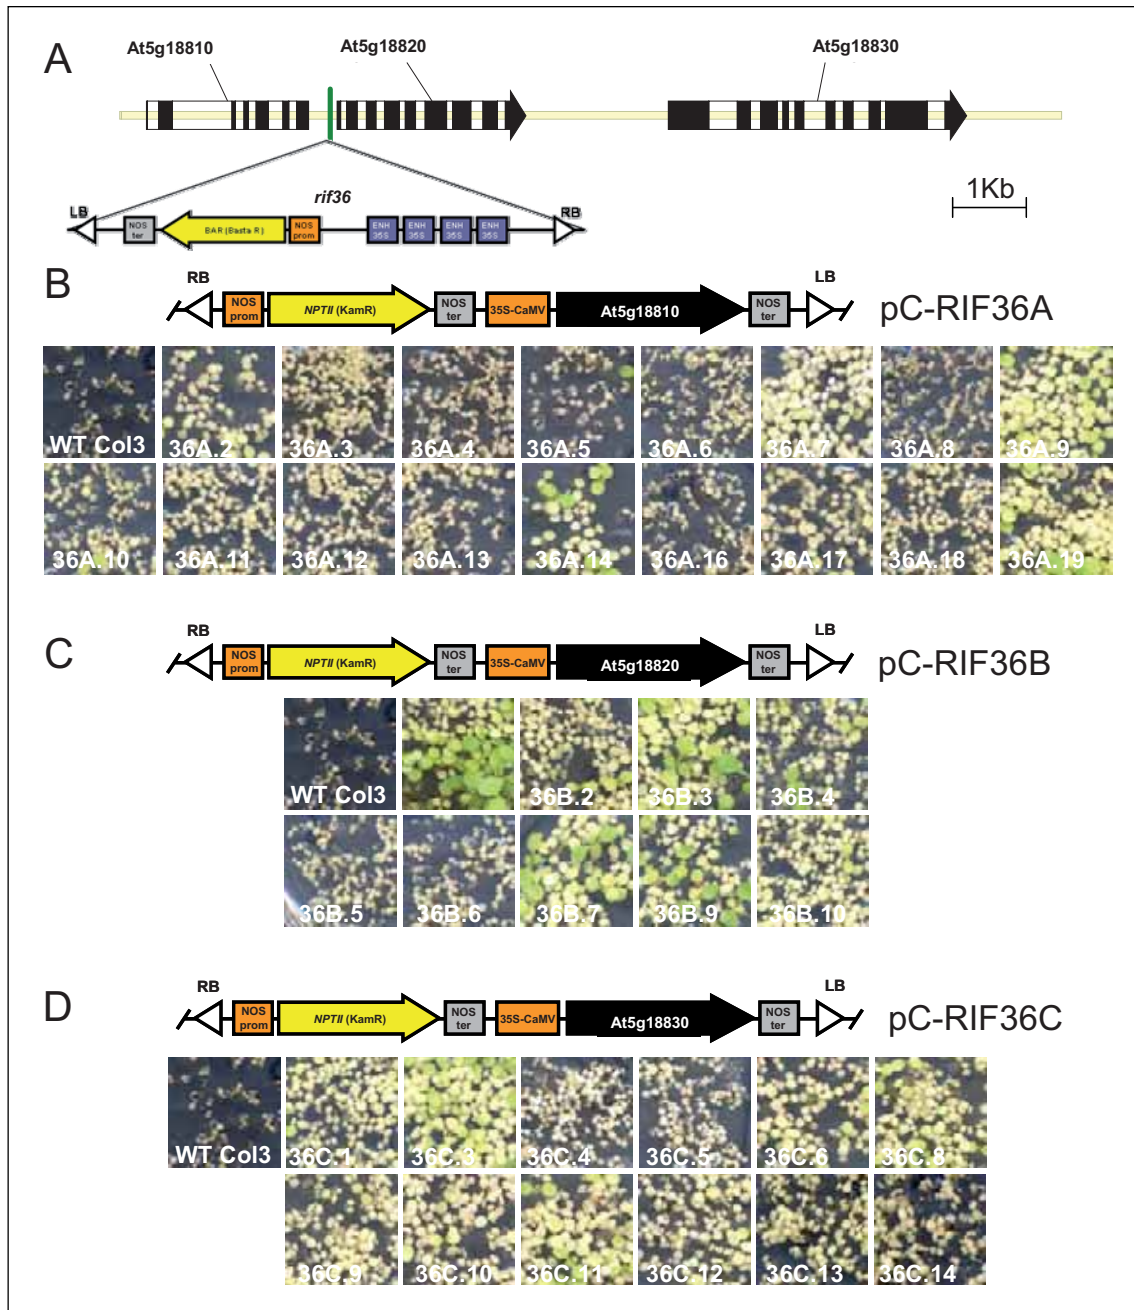 A
At5g18810
At5g18820
At5g18830
rif36
1Kb
LB
NOS
ter
BAR (Basta R)
NOS
prom
ENH
35S
ENH
35S
ENH
35S
ENH
35S
RB
B
RB
NOS
prom
NPTII (KamR)
NOS
ter
35S-CaMV
At5g18810
NOS
ter
LB
pC-RIF36A
WT Col3
36A.2
36A.3
36A.4
36A.5
36A.6
36A.7
36A.8
36A.9
36A.10
36A.11
36A.12
36A.13
36A.14
36A.16
36A.17
36A.18
36A.19
C
RB
NOS
prom
NPTII (KamR)
NOS
ter
35S-CaMV
At5g18820
NOS
ter
LB
pC-RIF36B
WT Col3
36B.2
36B.3
36B.4
36B.5
36B.6
36B.7
36B.9
36B.10
D
RB
NOS
prom
NPTII (KamR)
NOS
ter
35S-CaMV
At5g18830
NOS
ter
LB
pC-RIF36C
WT Col3
36C.1
36C.3
36C.4
36C.5
36C.6
36C.8
36C.9
36C.10
36C.11
36C.12
36C.13
36C.14